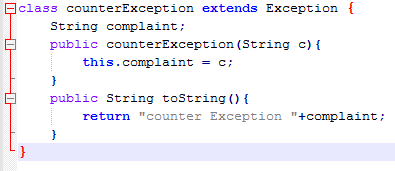 class counterException extends Exception {
    String complaint;
    public counterException(String c){
        this.complaint = c;
    }
    public String toString(){
        return "counter Exception "+complaint;
    }
}